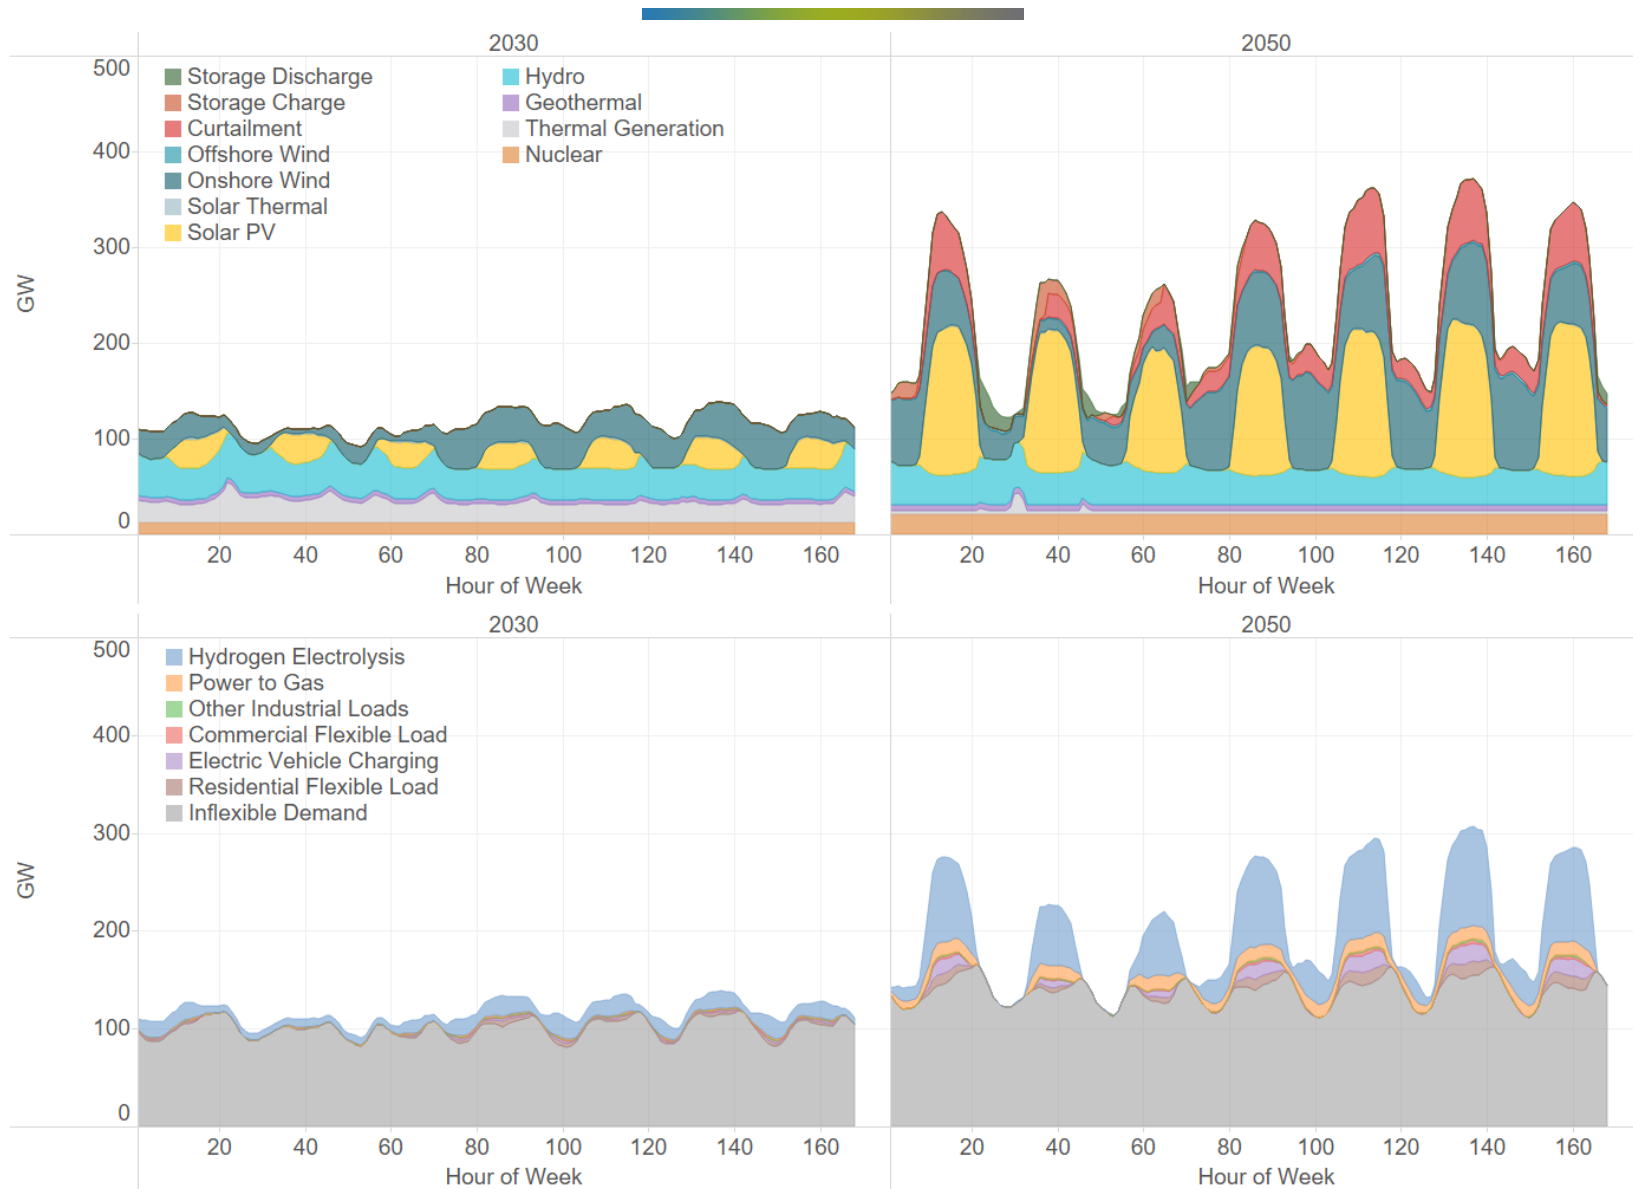 2030
2050
500
400
300
200
100
0
GW
Storage Discharge
Storage Charge
Curtailment
Offshore Wind
Onshore Wind
Solar Thermal
Solar PV
Hydro
Geothermal
Thermal Generation
Nuclear
20 40 60 80 100 120 140 160
20 40 60 80 100 120 140 160
Hour of Week
Hour of Week
2030
2050
500
400
300
200
100
0
GW
Hydrogen Electrolysis
Power to Gas
Other Industrial Loads
Commercial Flexible Load
Electric Vehicle Charging
Residential Flexible Load
Inflexible Demand
20 40 60 80 100 120 140 160
20 40 60 80 100 120 140 160
Hour of Week
Hour of Week